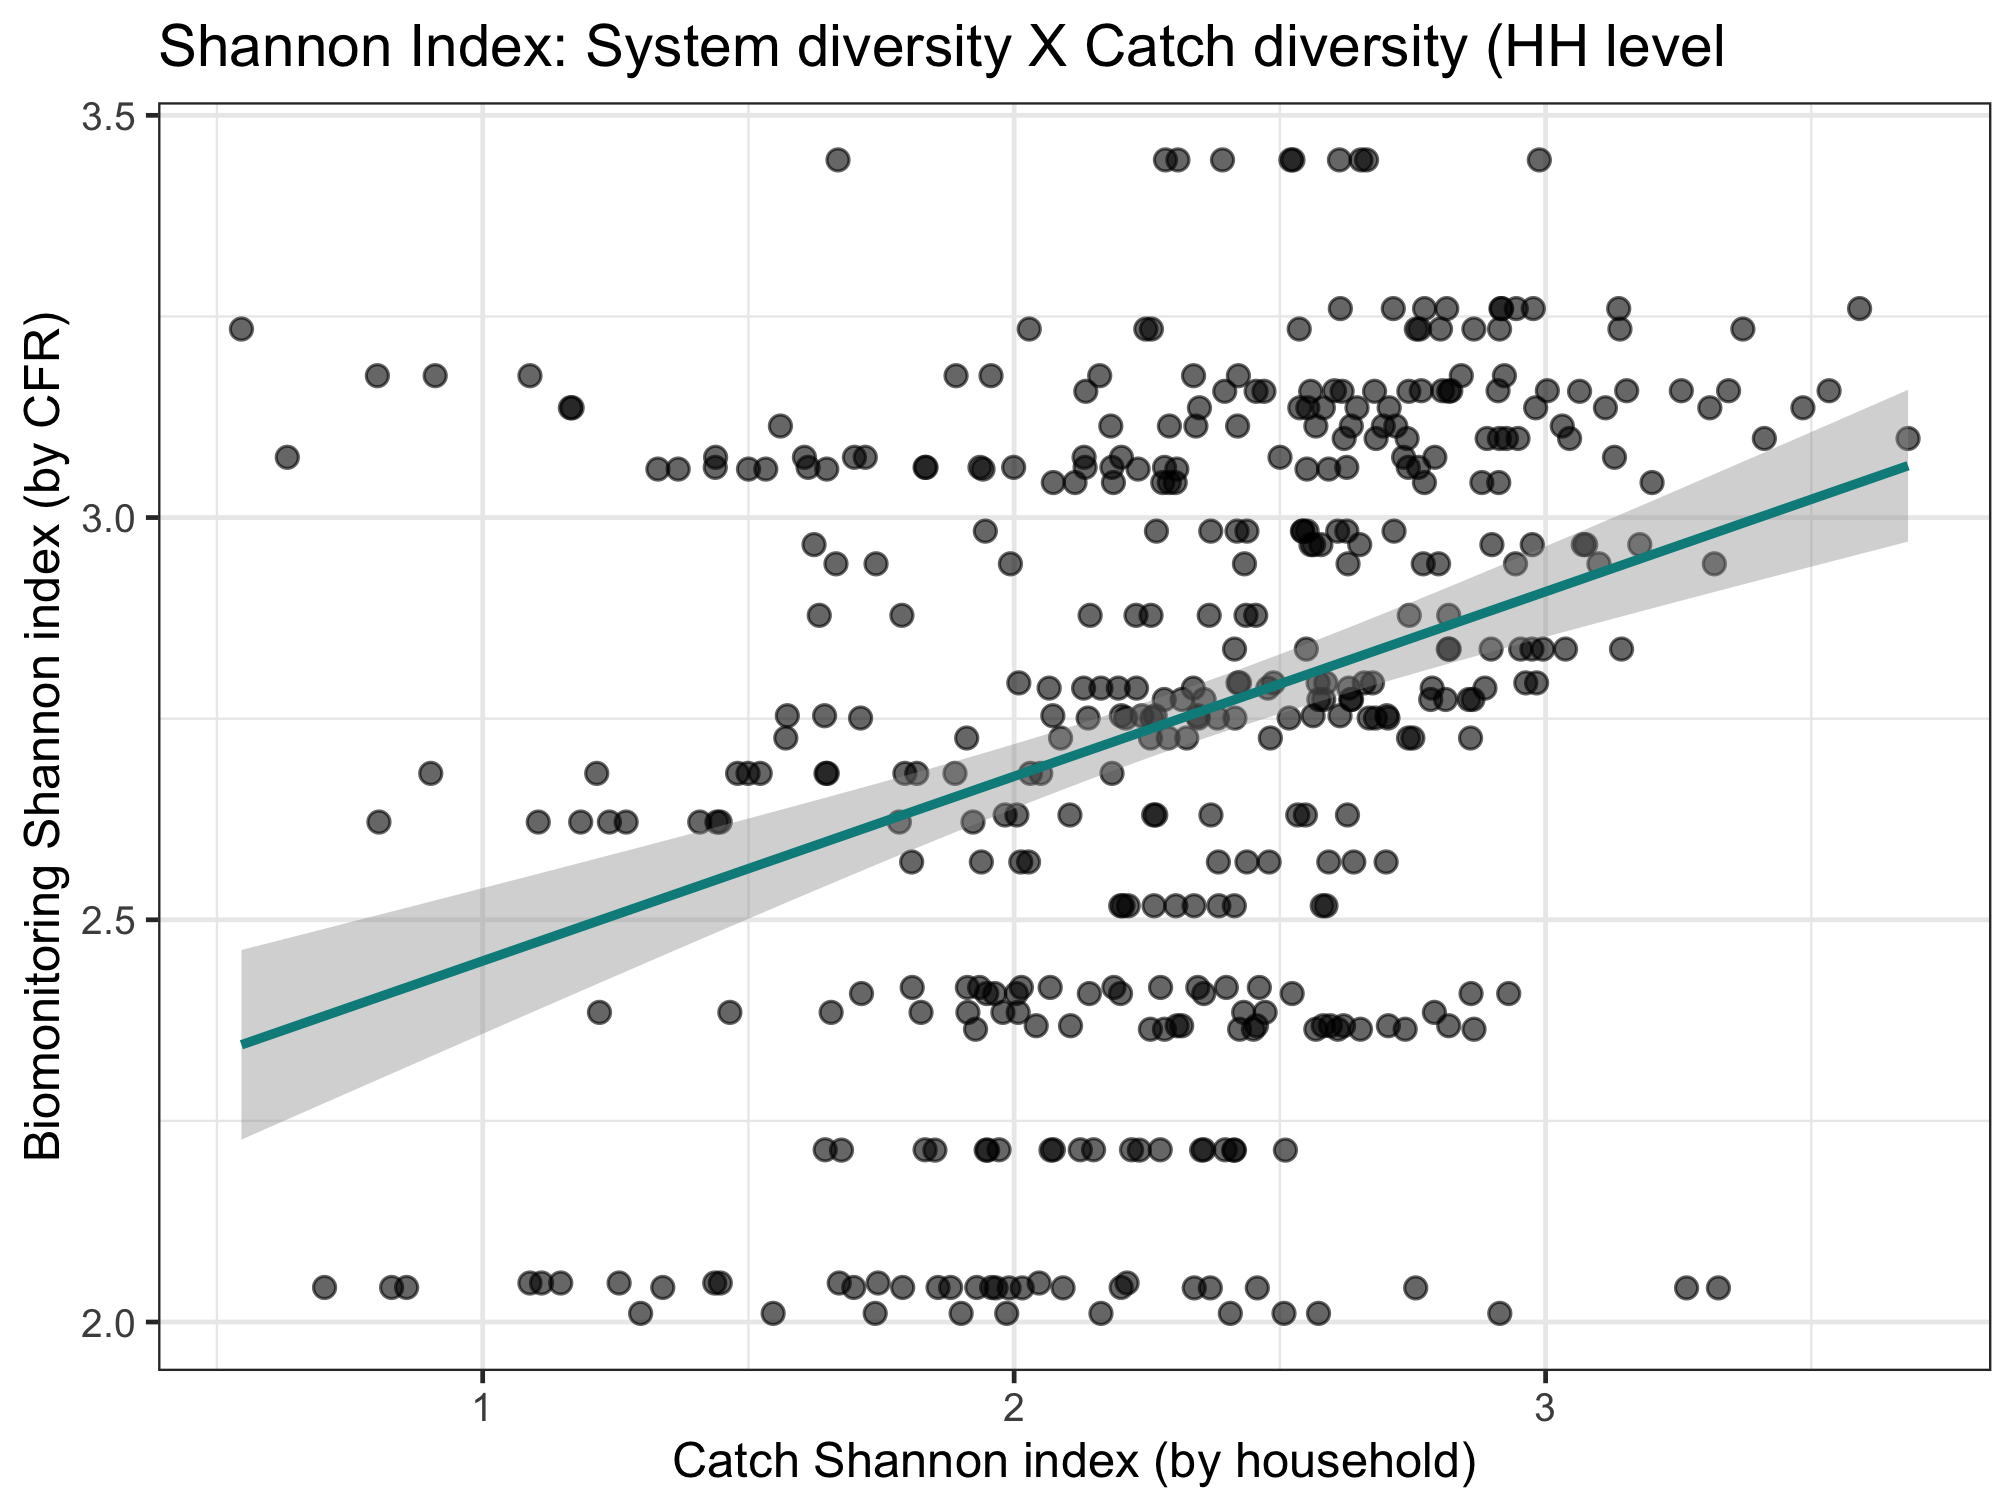 Shannon Index: System diversity X Catch diversity (HH level
Biomonitoring Shannon index (by CFR)
3.5
3.0
2.5
2.0
1 2 3
Catch Shannon index (by household)